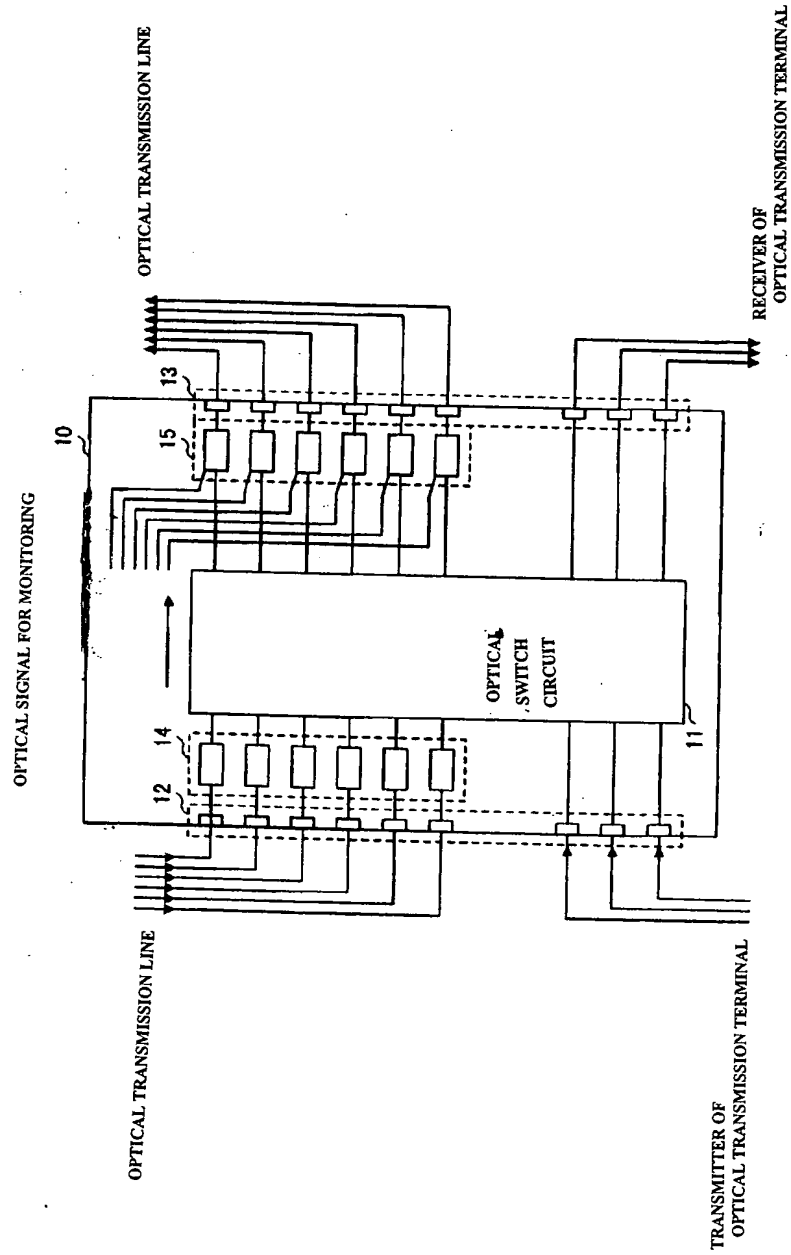 OPTICAL SIGNAL FOR MONITORING
OPTICAL TRANSMISSION LINE
OPTICAL TRANSMISSION LINE
10
12
14
15
13
OPTICAL
SWITCH
CIRCUIT
11
TRANSMITTER OF
OPTICAL TRANSMISSION TERMINAL
RECEIVER OF
OPTICAL TRANSMISSION TERMINAL